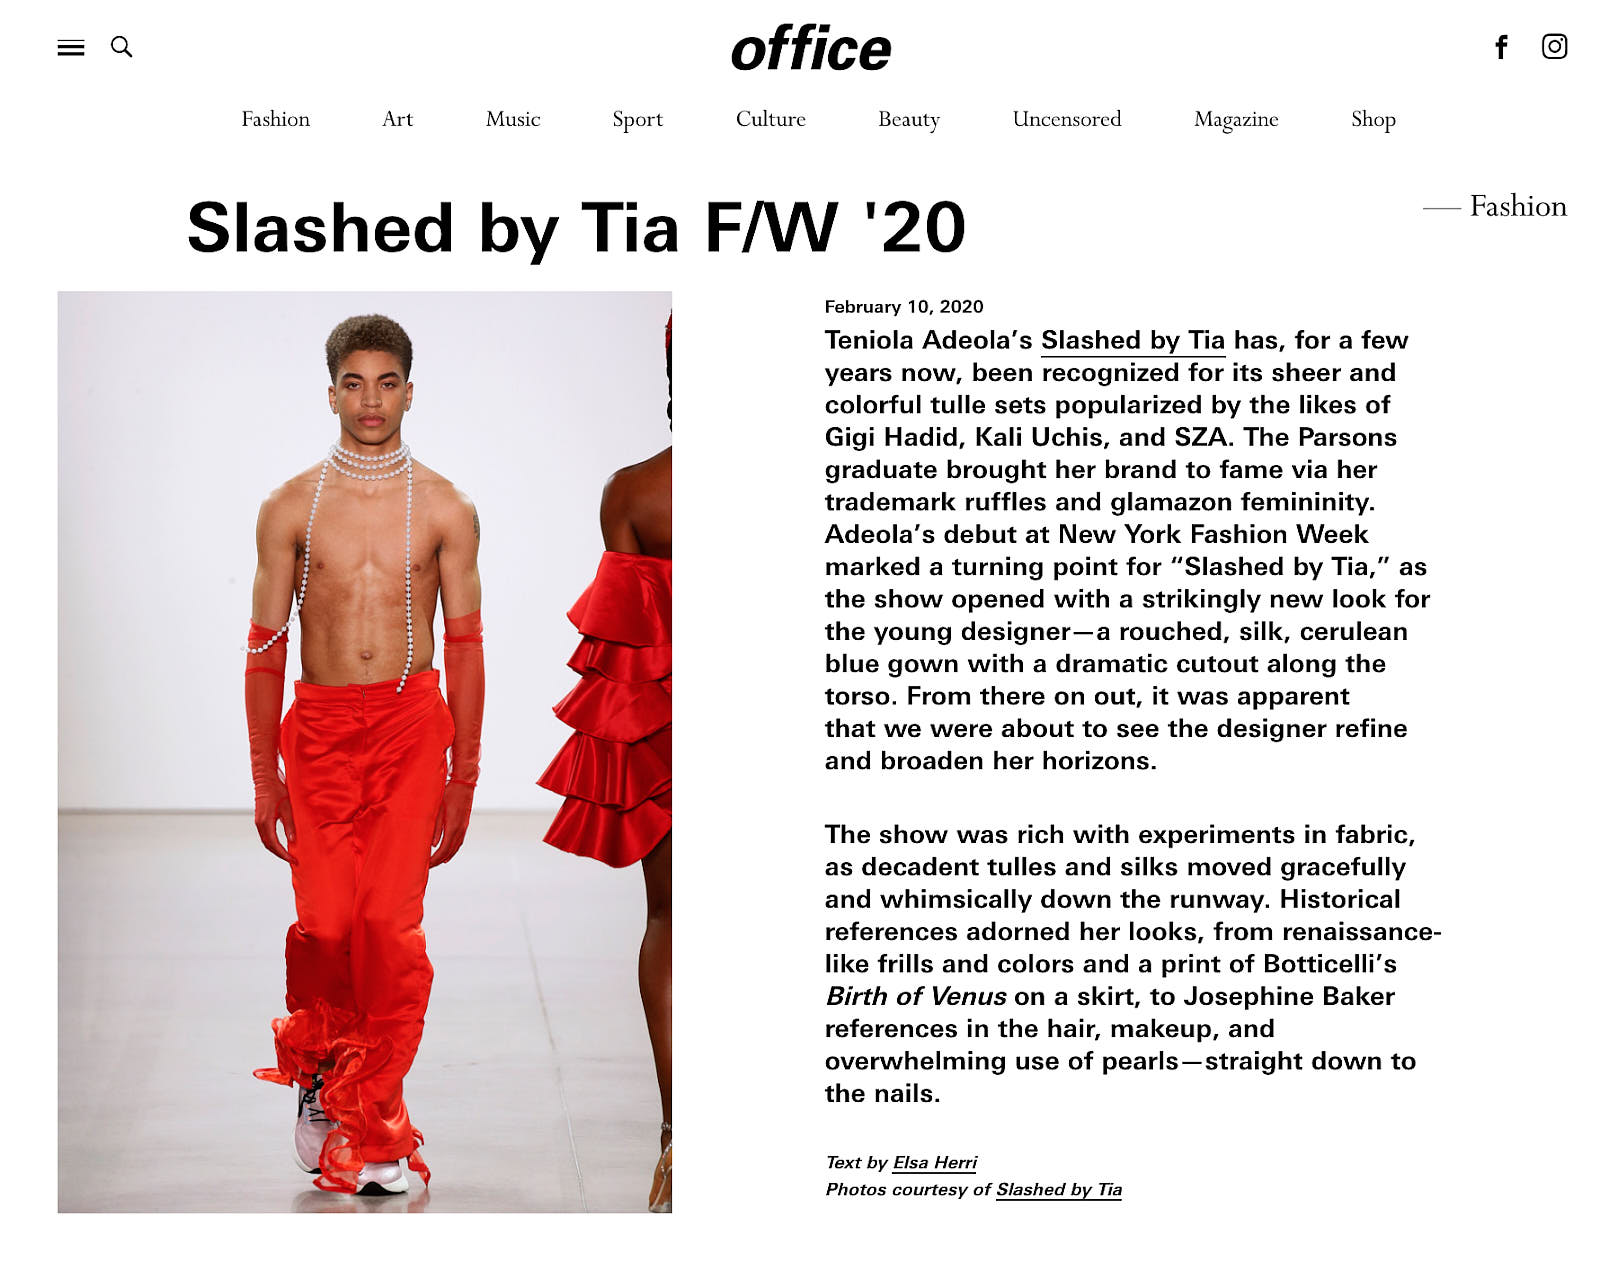 office
Fashion Art Music Sport Culture Beauty Uncensored Magazine Shop
Slashed by Tia F/W '20
— Fashion
February 10, 2020
Teniola Adeola’s Slashed by Tia has, for a few
years now, been recognized for its sheer and
colorful tulle sets popularized by the likes of
Gigi Hadid, Kali Uchis, and SZA. The Parsons
graduate brought her brand to fame via her
trademark ruffles and glamazon femininity.
Adeola’s debut at New York Fashion Week
marked a turning point for “Slashed by Tia,” as
the show opened with a strikingly new look for
the young designer—a rouched, silk, cerulean
blue gown with a dramatic cutout along the
torso. From there on out, it was apparent
that we were about to see the designer refine
and broaden her horizons.
The show was rich with experiments in fabric,
as decadent tulles and silks moved gracefully
and whimsically down the runway. Historical
references adorned her looks, from renaissance-
like frills and colors and a print of Botticelli’s
Birth of Venus on a skirt, to Josephine Baker
references in the hair, makeup, and
overwhelming use of pearls—straight down to
the nails.
Text by Elsa Herri
Photos courtesy of Slashed by Tia